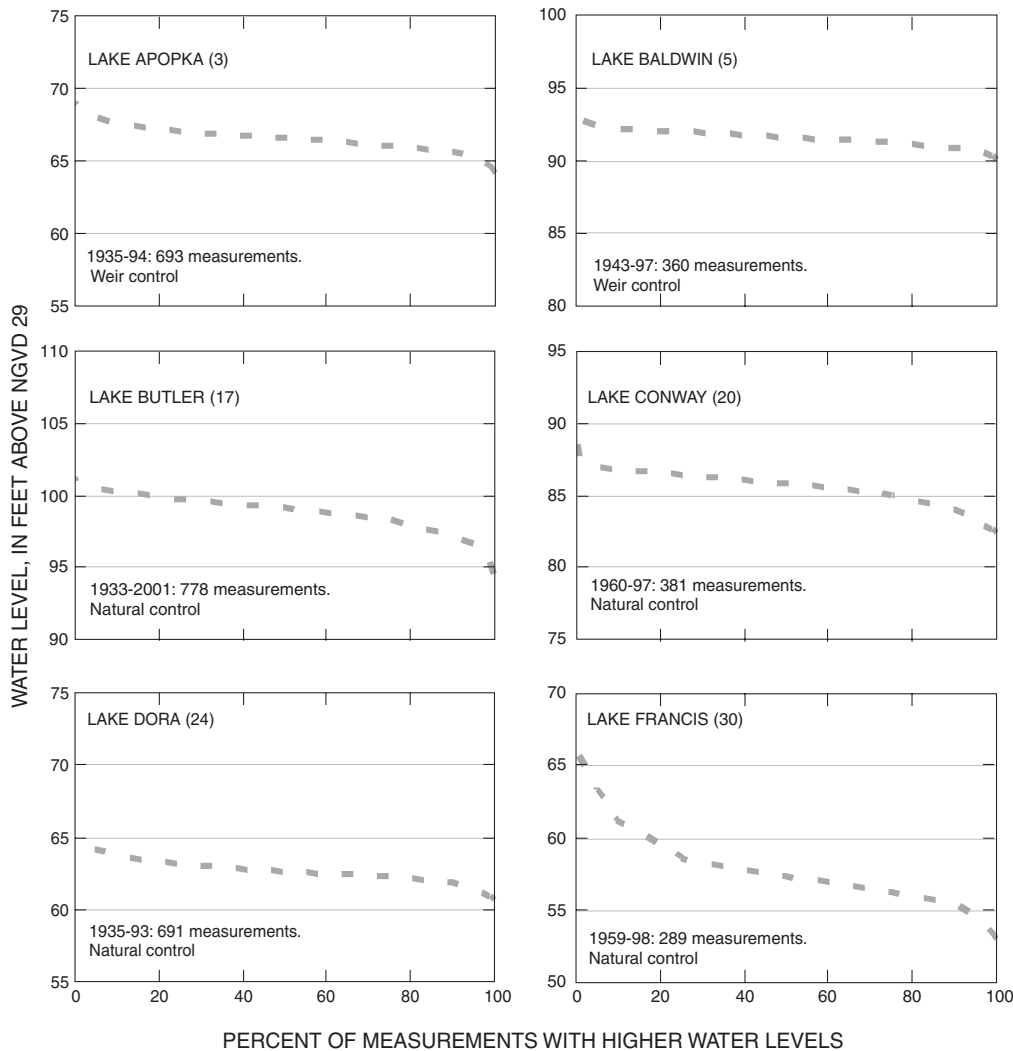 WATER LEVEL, IN FEET ABOVE NGVD 29
75
70
65
60
55
LAKE APOPKA (3)
1935-94: 693 measurements.
Weir control
100
95
90
85
80
LAKE BALDWIN (5)
1943-97: 360 measurements.
Weir control
110
105
100
95
90
LAKE BUTLER (17)
1933-2001: 778 measurements.
Natural control
95
90
85
80
75
LAKE CONWAY (20)
1960-97: 381 measurements.
Natural control
75
70
65
60
55
LAKE DORA (24)
1935-93: 691 measurements.
Natural control
0 20 40 60 80 100
70
65
60
55
50
LAKE FRANCIS (30)
1959-98: 289 measurements.
Natural control
0 20 40 60 80 100
PERCENT OF MEASUREMENTS WITH HIGHER WATER LEVELS